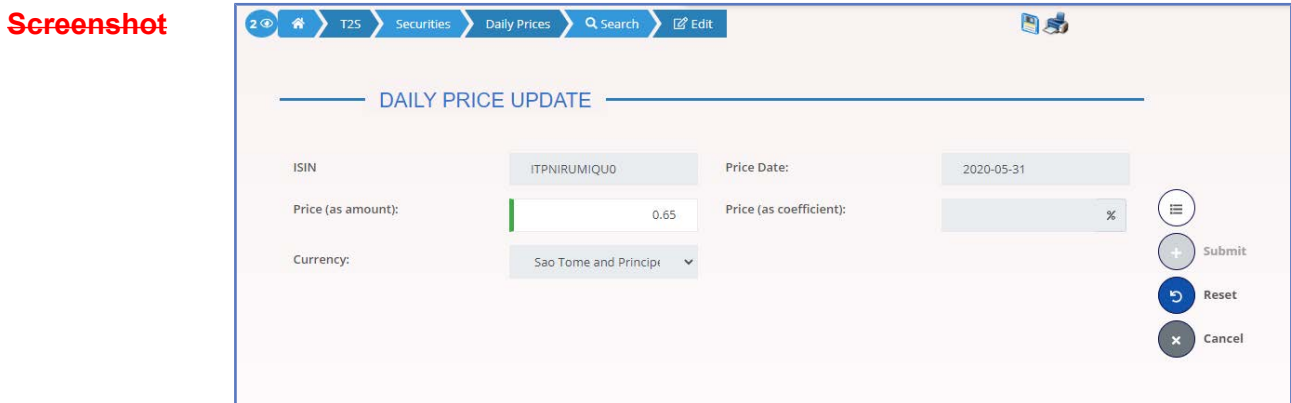 Screenshot
2 T2S Securities Daily Prices Search Edit
DAILY PRICE UPDATE
ISIN ITPNIRUMIQU0 Price Date: 2020-05-31
Price (as amount): 0.65 Price (as coefficient): %
Currency: Sao Tome and Principe
Submit
Reset
Cancel